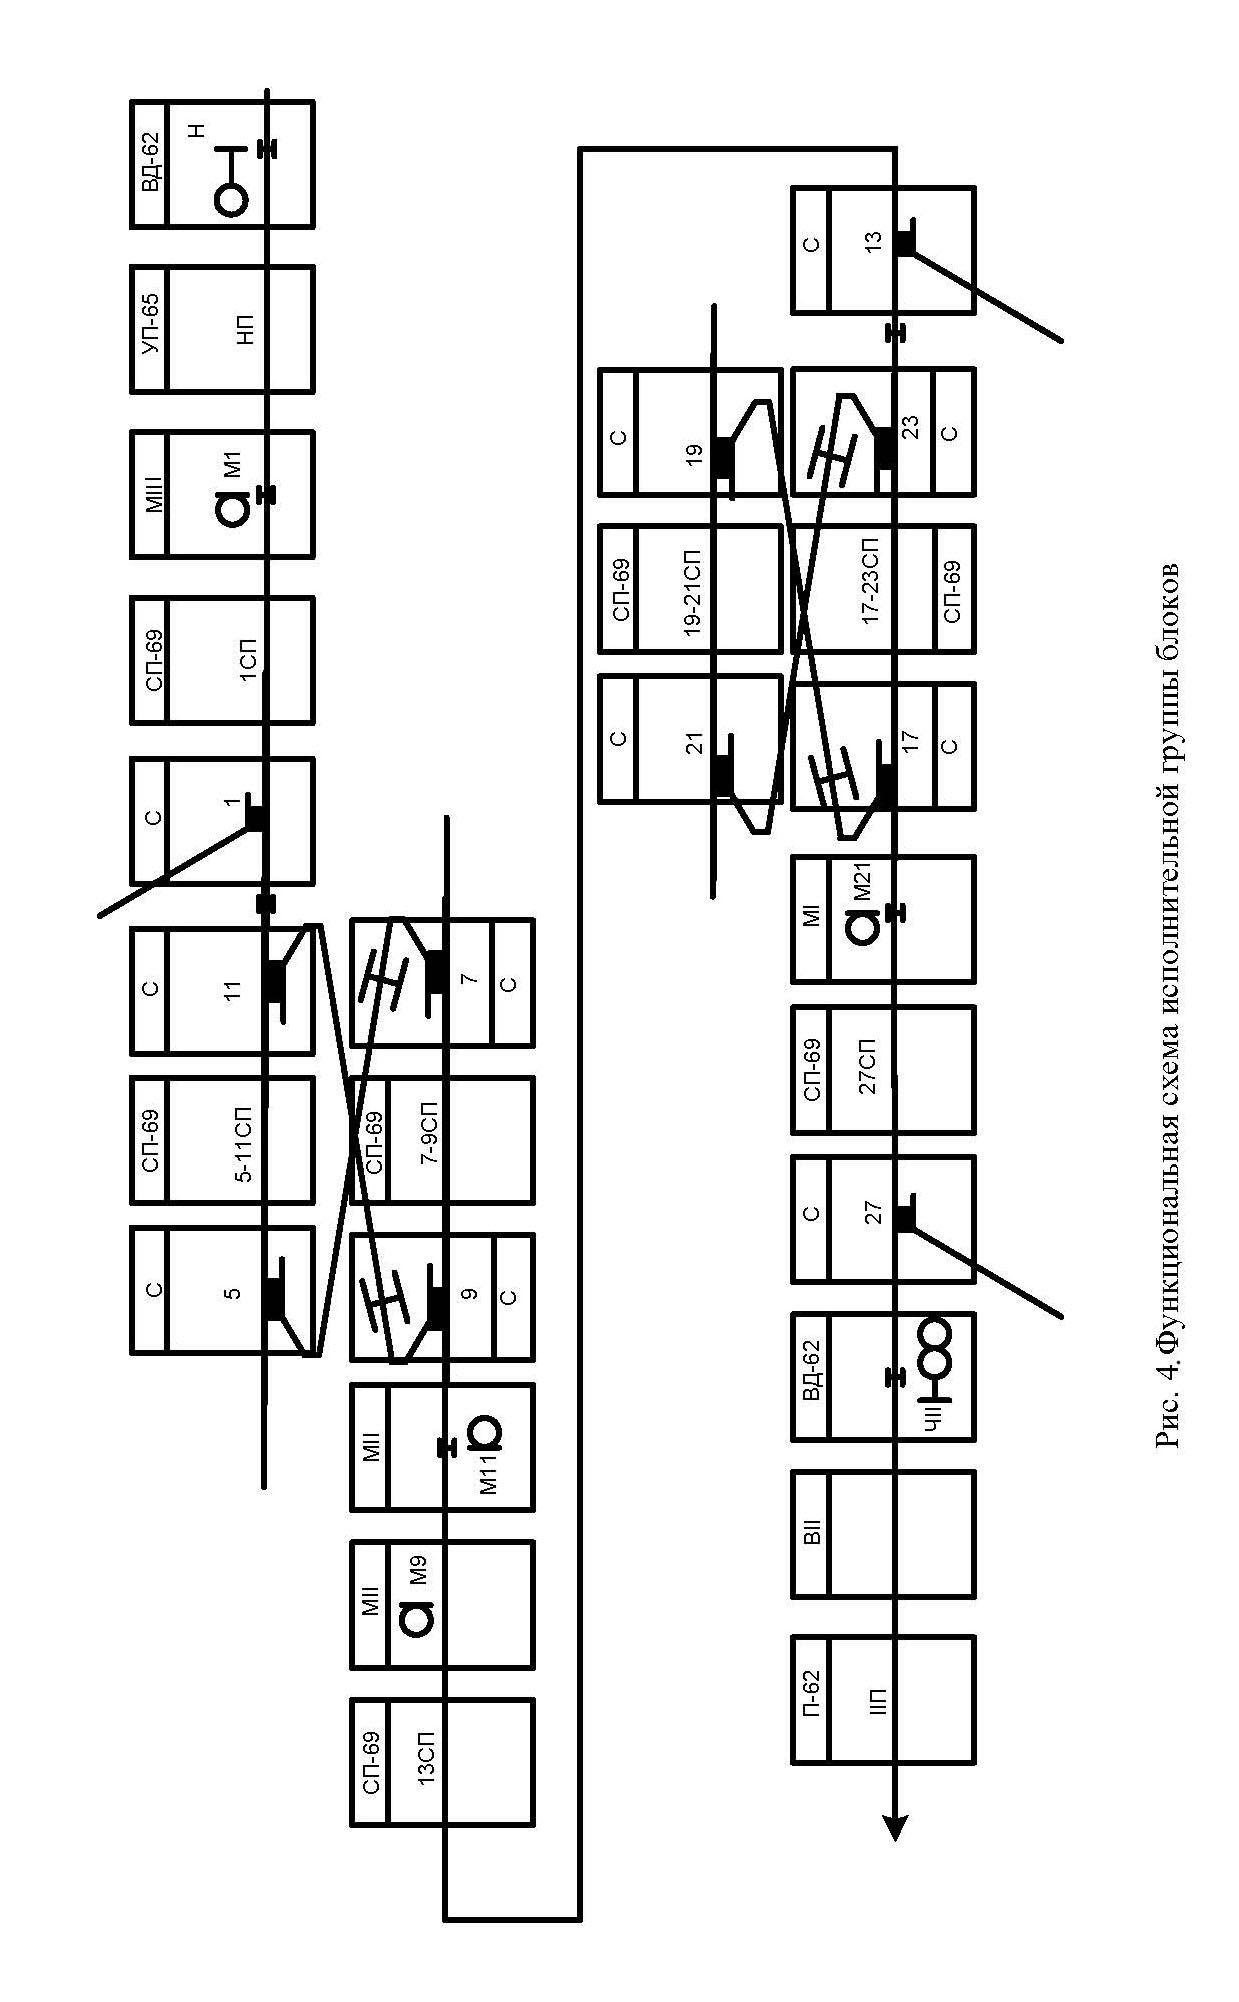 ВД-62
Н
УП-65
НП
МIII
М1
СП-69
1СП
С
1
С
11
СП-69
5-11СП
С
5
С
7
СП-69
7-9СП
С
9
МII
М11
МII
М9
СП-69
13СП
С
13
С
19
С
23
СП-69
19-21СП
СП-69
17-23СП
С
21
С
17
МI
М21
СП-69
27СП
С
27
ВД-62
ЧII
ВII
П-62
IIП
Рис. 4.Функциональная схема исполнительной группы блоков